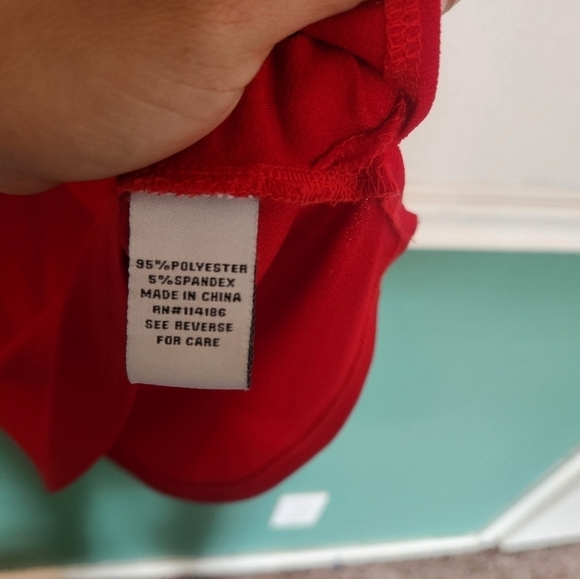 95%POLYESTER
5%SPANDEX
MADE IN CHINA
RN#114186
SEE REVERSE
FOR CARE